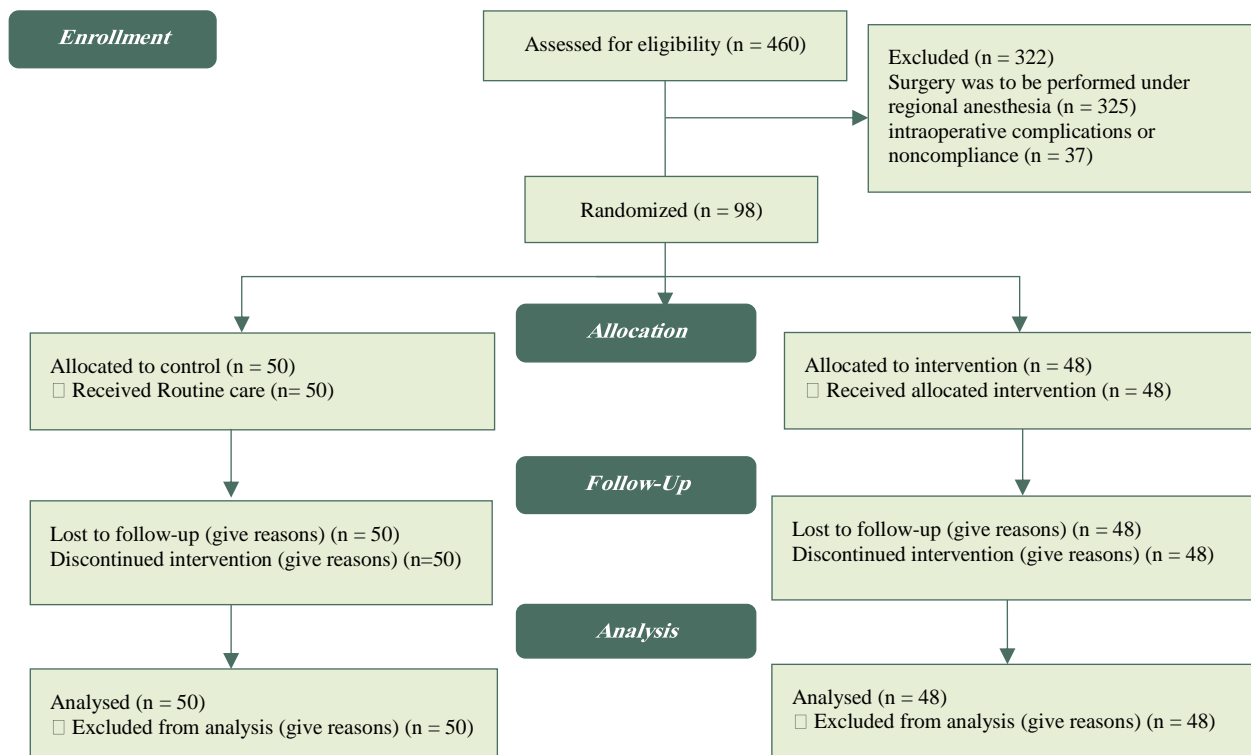 Enrollment
Assessed for eligibility (n = 460)
Excluded (n = 322)
Surgery was to be performed under
regional anesthesia (n = 325)
intraoperative complications or
noncompliance (n = 37)
Randomized (n = 98)
Allocation
Allocated to control (n = 50)
□ Received Routine care (n= 50)
Allocated to intervention (n = 48)
□ Received allocated intervention (n = 48)
Follow-Up
Lost to follow-up (give reasons) (n = 50)
Discontinued intervention (give reasons) (n=50)
Lost to follow-up (give reasons) (n = 48)
Discontinued intervention (give reasons) (n = 48)
Analysis
Analysed (n = 50)
□ Excluded from analysis (give reasons) (n = 50)
Analysed (n = 48)
□ Excluded from analysis (give reasons) (n = 48)